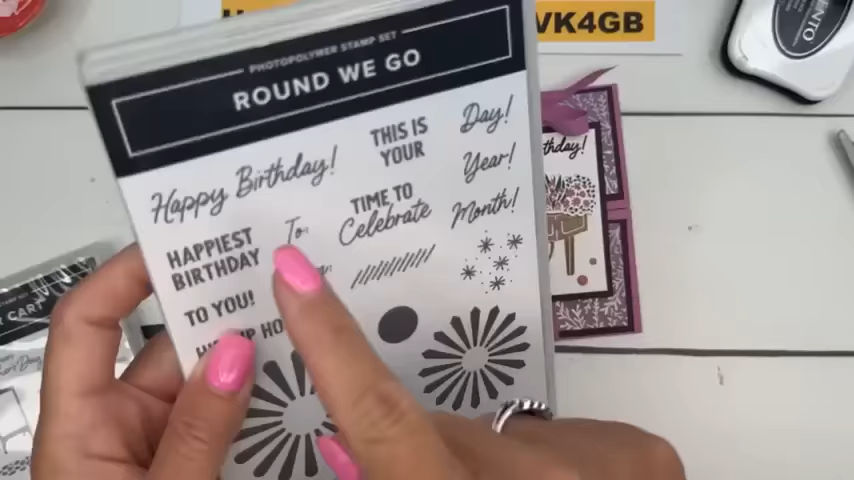 VK4GB
PHOTOPOLYMER STAMP SET
ROUND WE GO
Happy Birthday!
THIS IS
YOUR
Day!
Year!
Month!
HAPPIEST
BIRTHDAY
To:
TIME TO
Celebrate
TO YOU!
CART